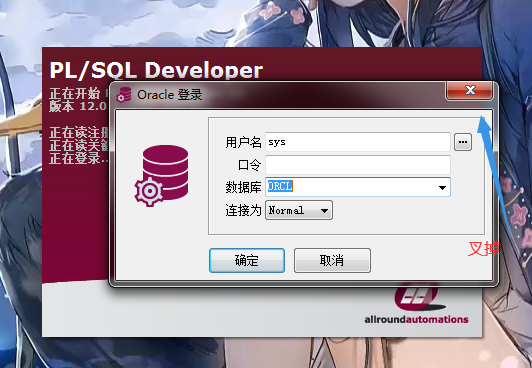 PL/SQL Developer
正在开始
版本 12.0
正在读注册
正在读关键
正在登录...
Oracle 登录
用户名
sys
...
口令
数据库
ORCL
连接为
Normal
确定
取消
叉掉
allroundautomations